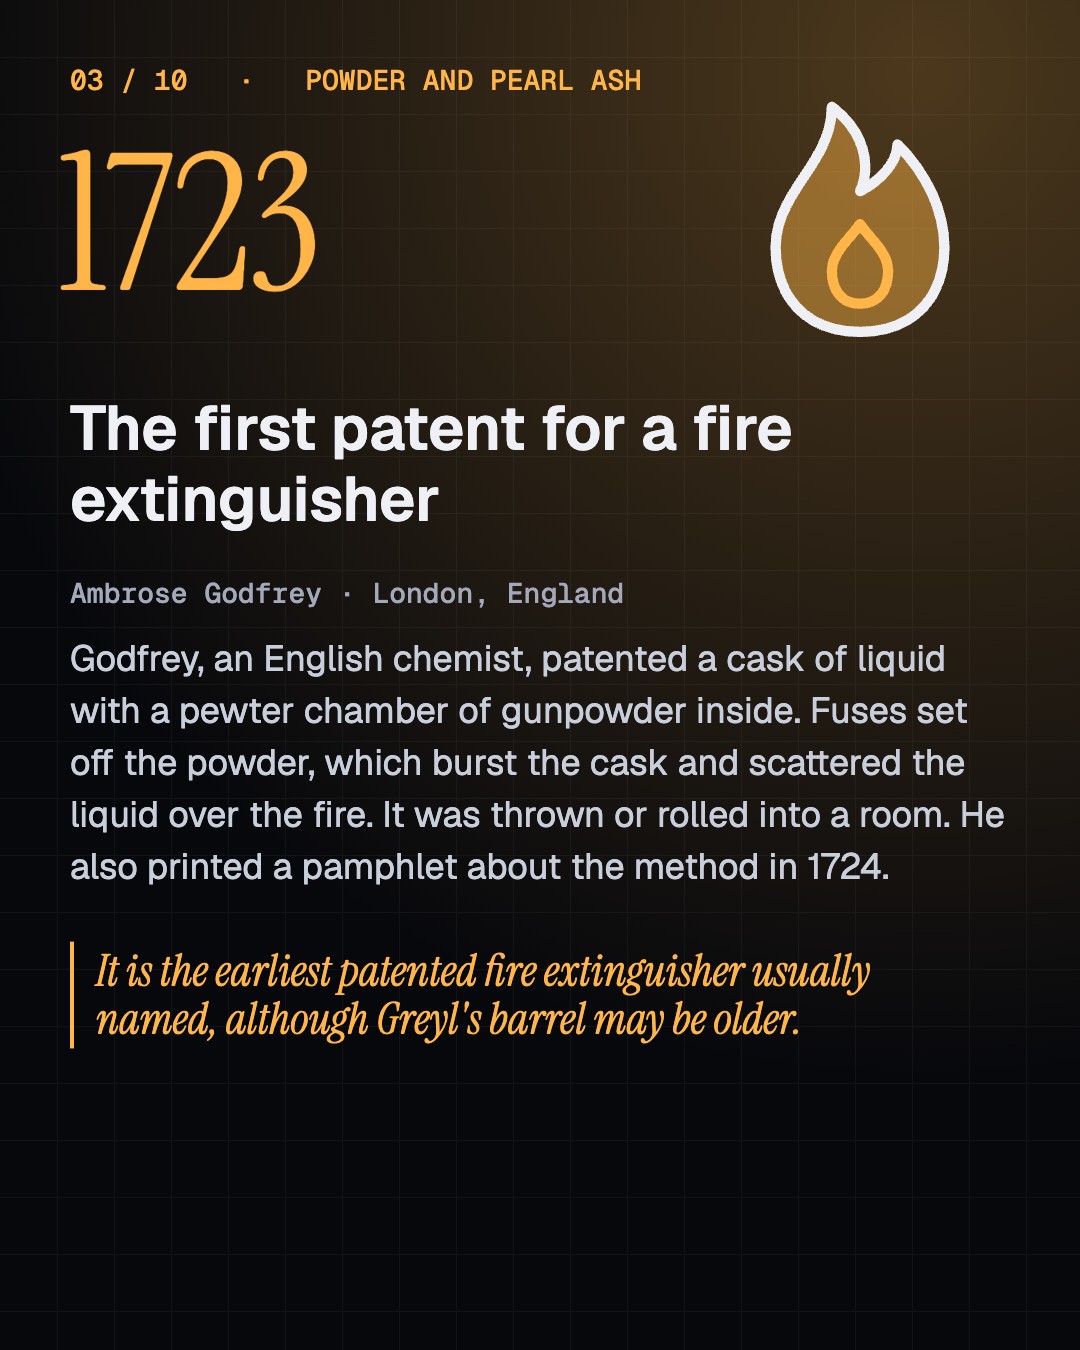 03 / 10 · POWDER AND PEARL ASH
1723
The first patent for a fire
extinguisher
Ambrose Godfrey · London, England
Godfrey, an English chemist, patented a cask of liquid
with a pewter chamber of gunpowder inside. Fuses set
off the powder, which burst the cask and scattered the
liquid over the fire. It was thrown or rolled into a room. He
also printed a pamphlet about the method in 1724.
It is the earliest patented fire extinguisher usually
named, although Greyl's barrel may be older.